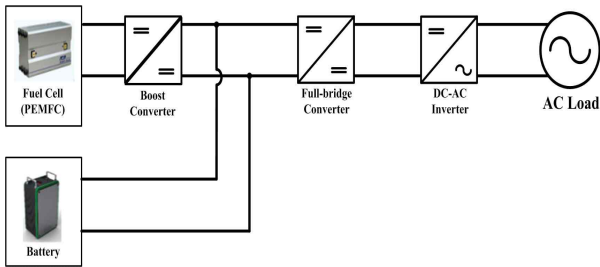 Fuel Cell
(PEMFC)
Boost
Converter
Full-bridge
Converter
DC-AC
Inverter
AC Load
Battery